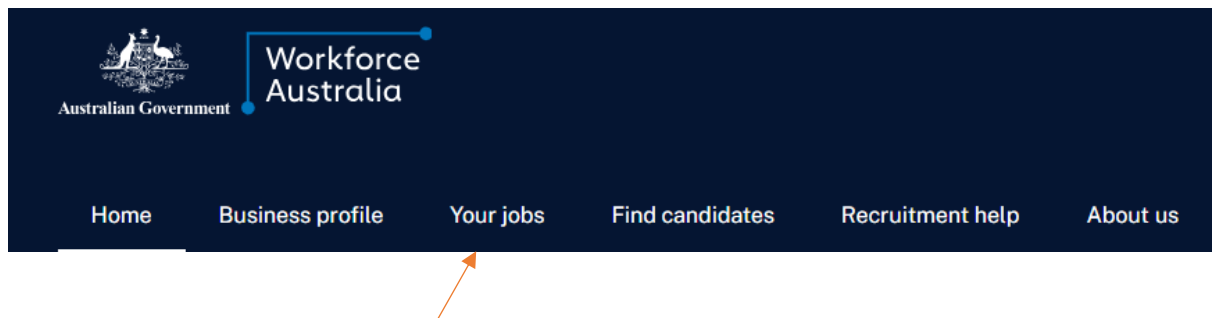 Workforce
Australia
Australian Government
Home Business profile Your jobs Find candidates Recruitment help About us